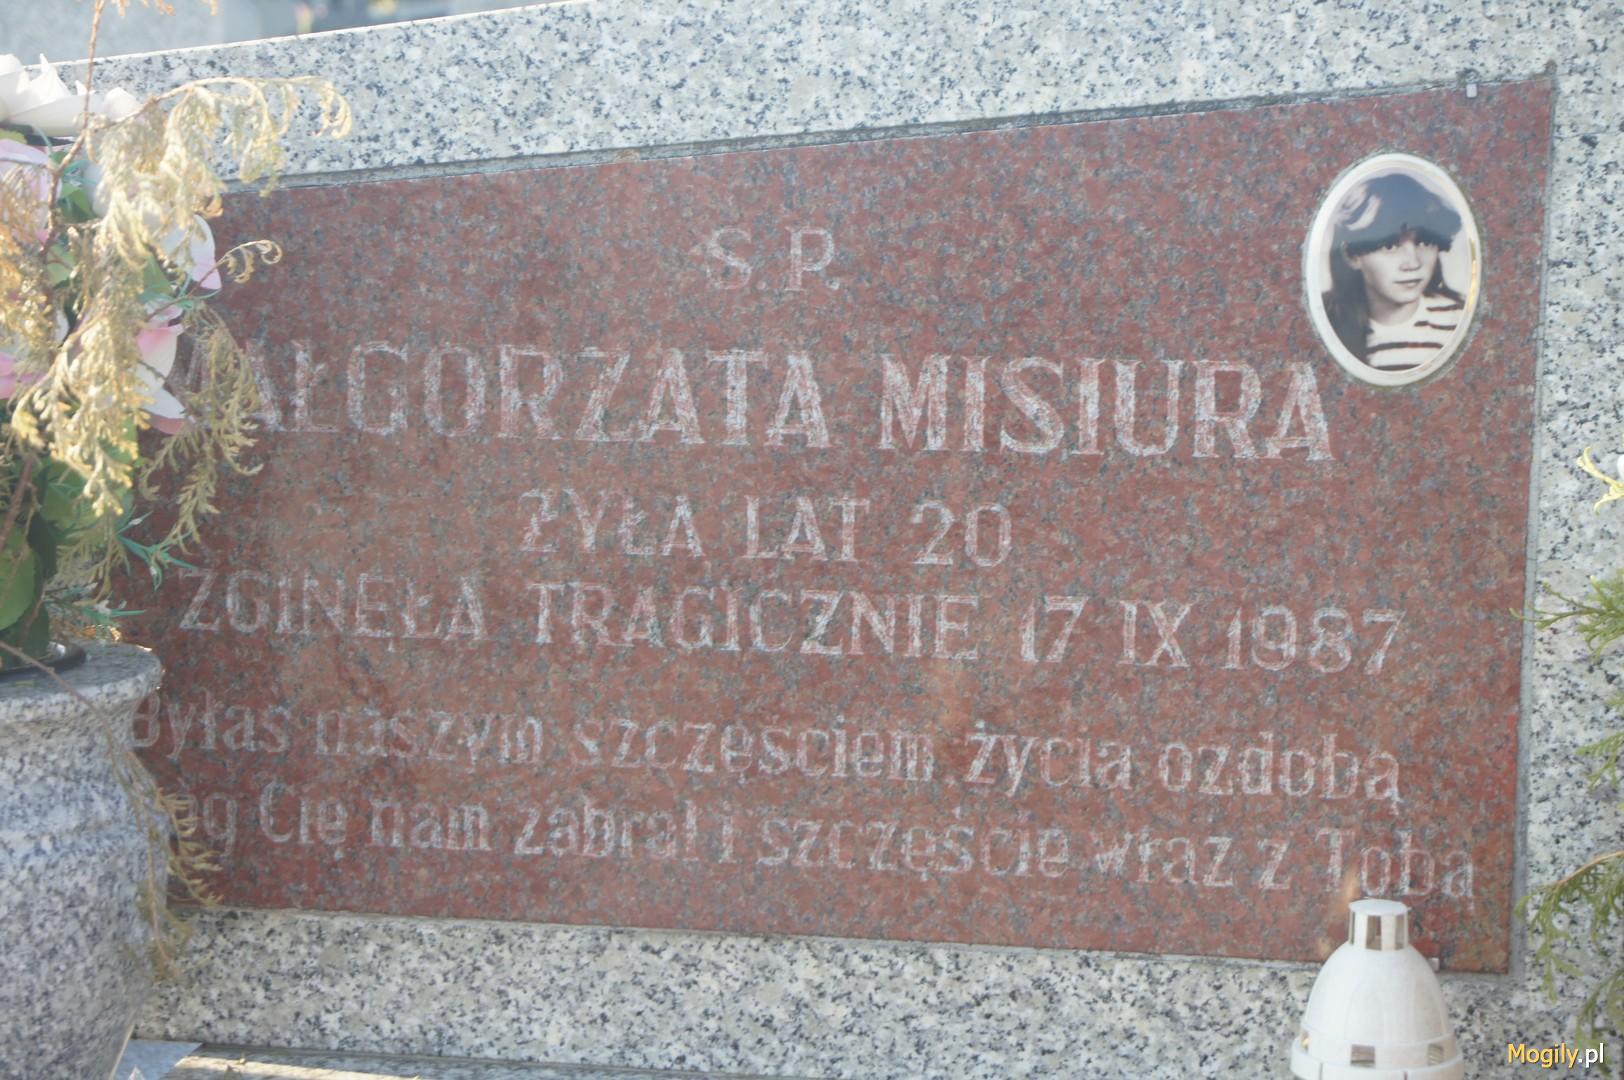 S.P.
MAŁGORZATA MISIURA
ŻYŁA LAT 20
ZGINĘŁA TRAGICZNIE 17 IX 1987
Byłaś naszym szczęściem życia ozdobą
Cię nam zabrał i szczęście wraz z Tobą
Mogily.pl